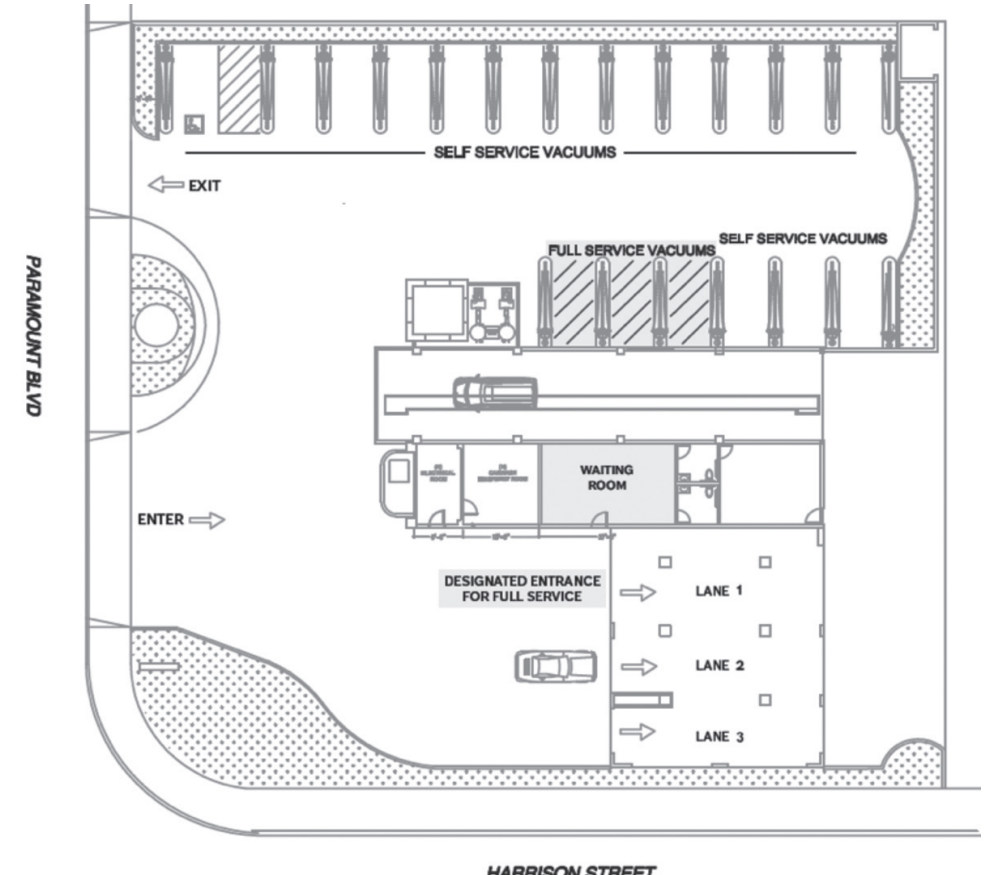 SELF SERVICE VACUUMS
EXIT
SELF SERVICE VACUUMS
FULL SERVICE VACUUMS
PARAMOUNT BLVD
WAITING
ROOM
ENTER
DESIGNATED ENTRANCE
FOR FULL SERVICE
LANE 1
LANE 2
LANE 3
HARRISON STREET